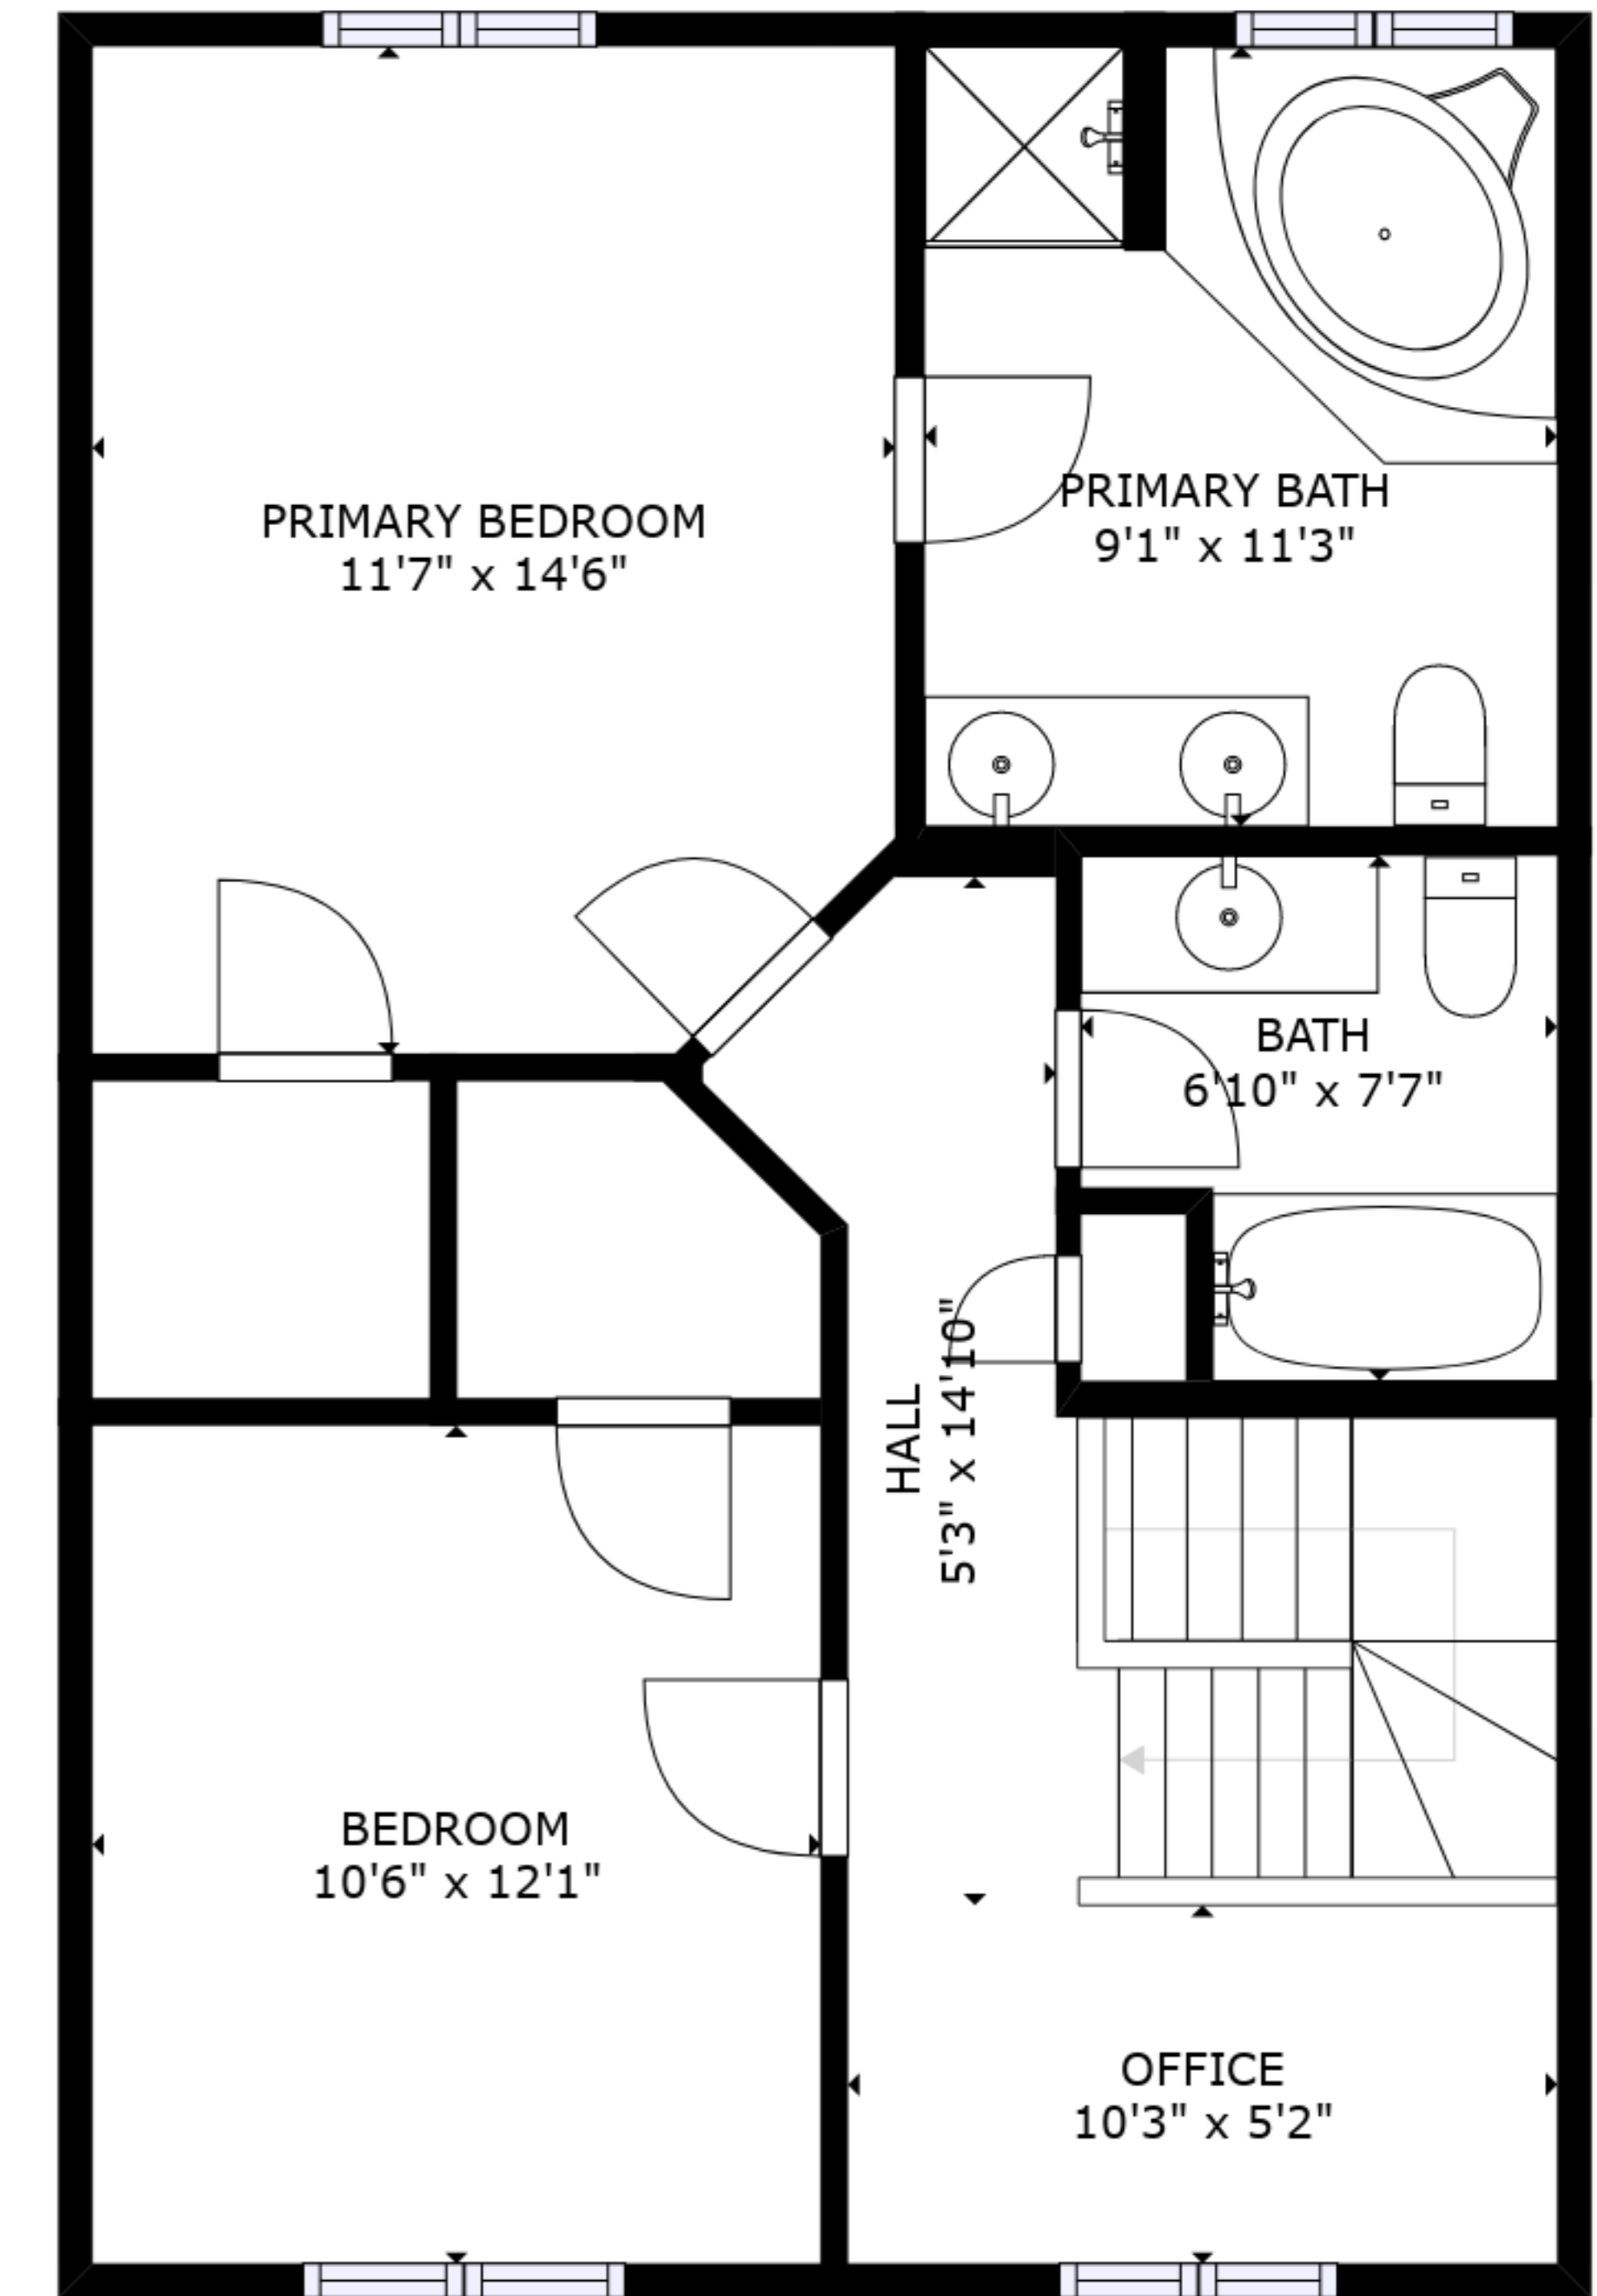 PRIMARY BEDROOM
11'7" x 14'6"
PRIMARY BATH
9'1" x 11'3"
BATH
6'10" x 7'7"
HALL
5'3" x 14'10"
BEDROOM
10'6" x 12'1"
OFFICE
10'3" x 5'2"